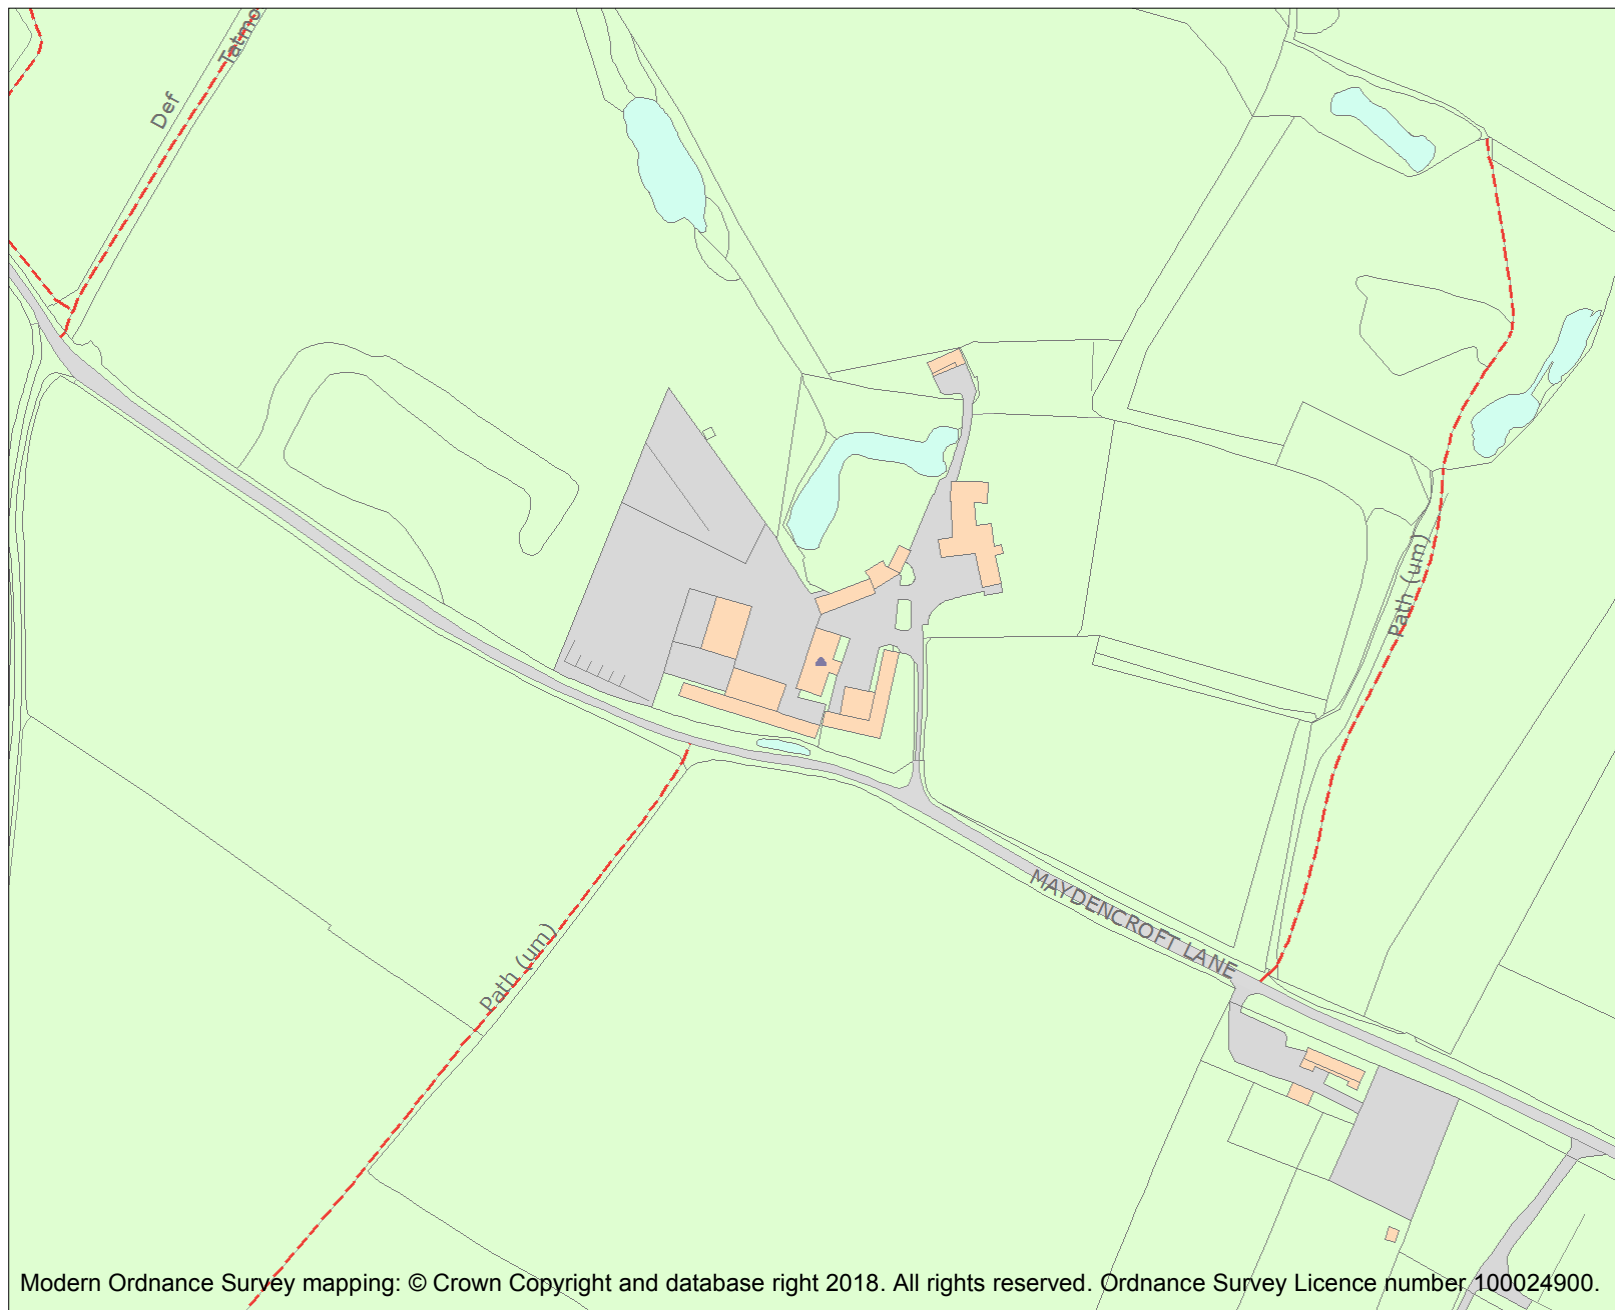 Tatmo
Def
Path (um)
MAYDENCROFT LANE
Path (um)
Modern Ordnance Survey mapping: © Crown Copyright and database right 2018. All rights reserved. Ordnance Survey Licence number 100024900.